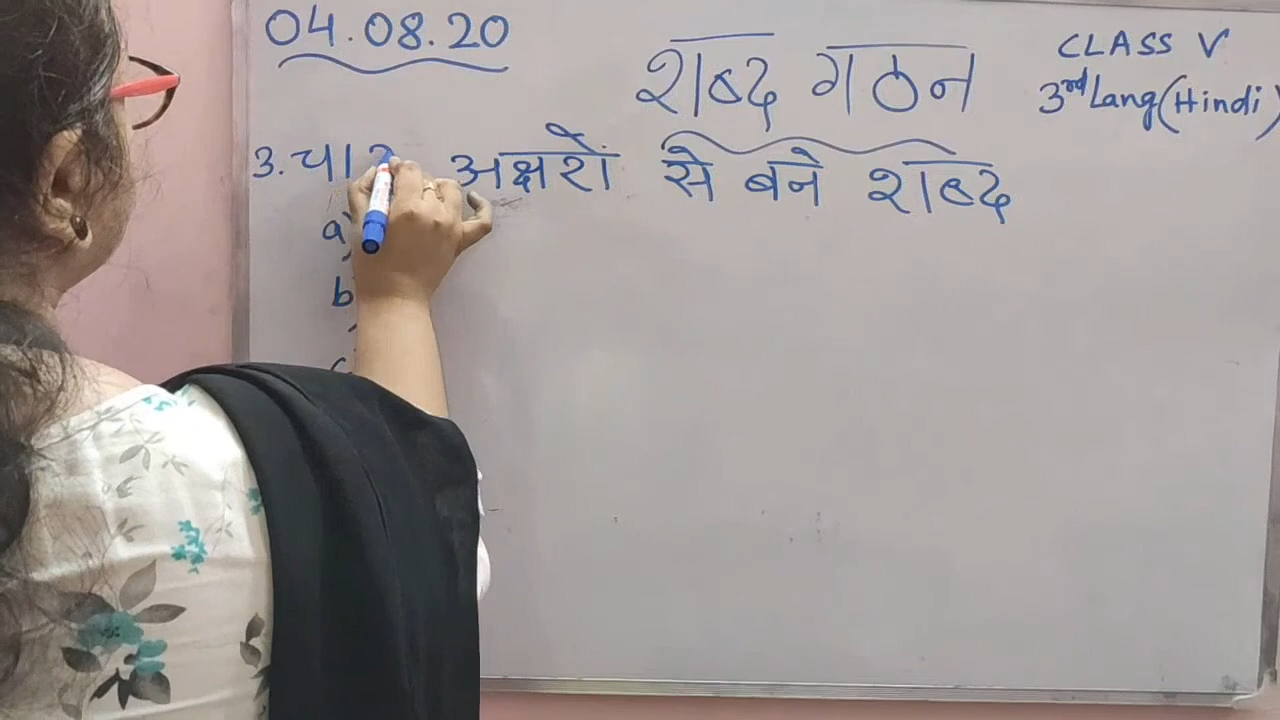 04.08.20
शब्द गठन
CLASS V
3rd Lang (Hindi)
3. चार अक्षरों से बने शब्द
a)
b)
c)